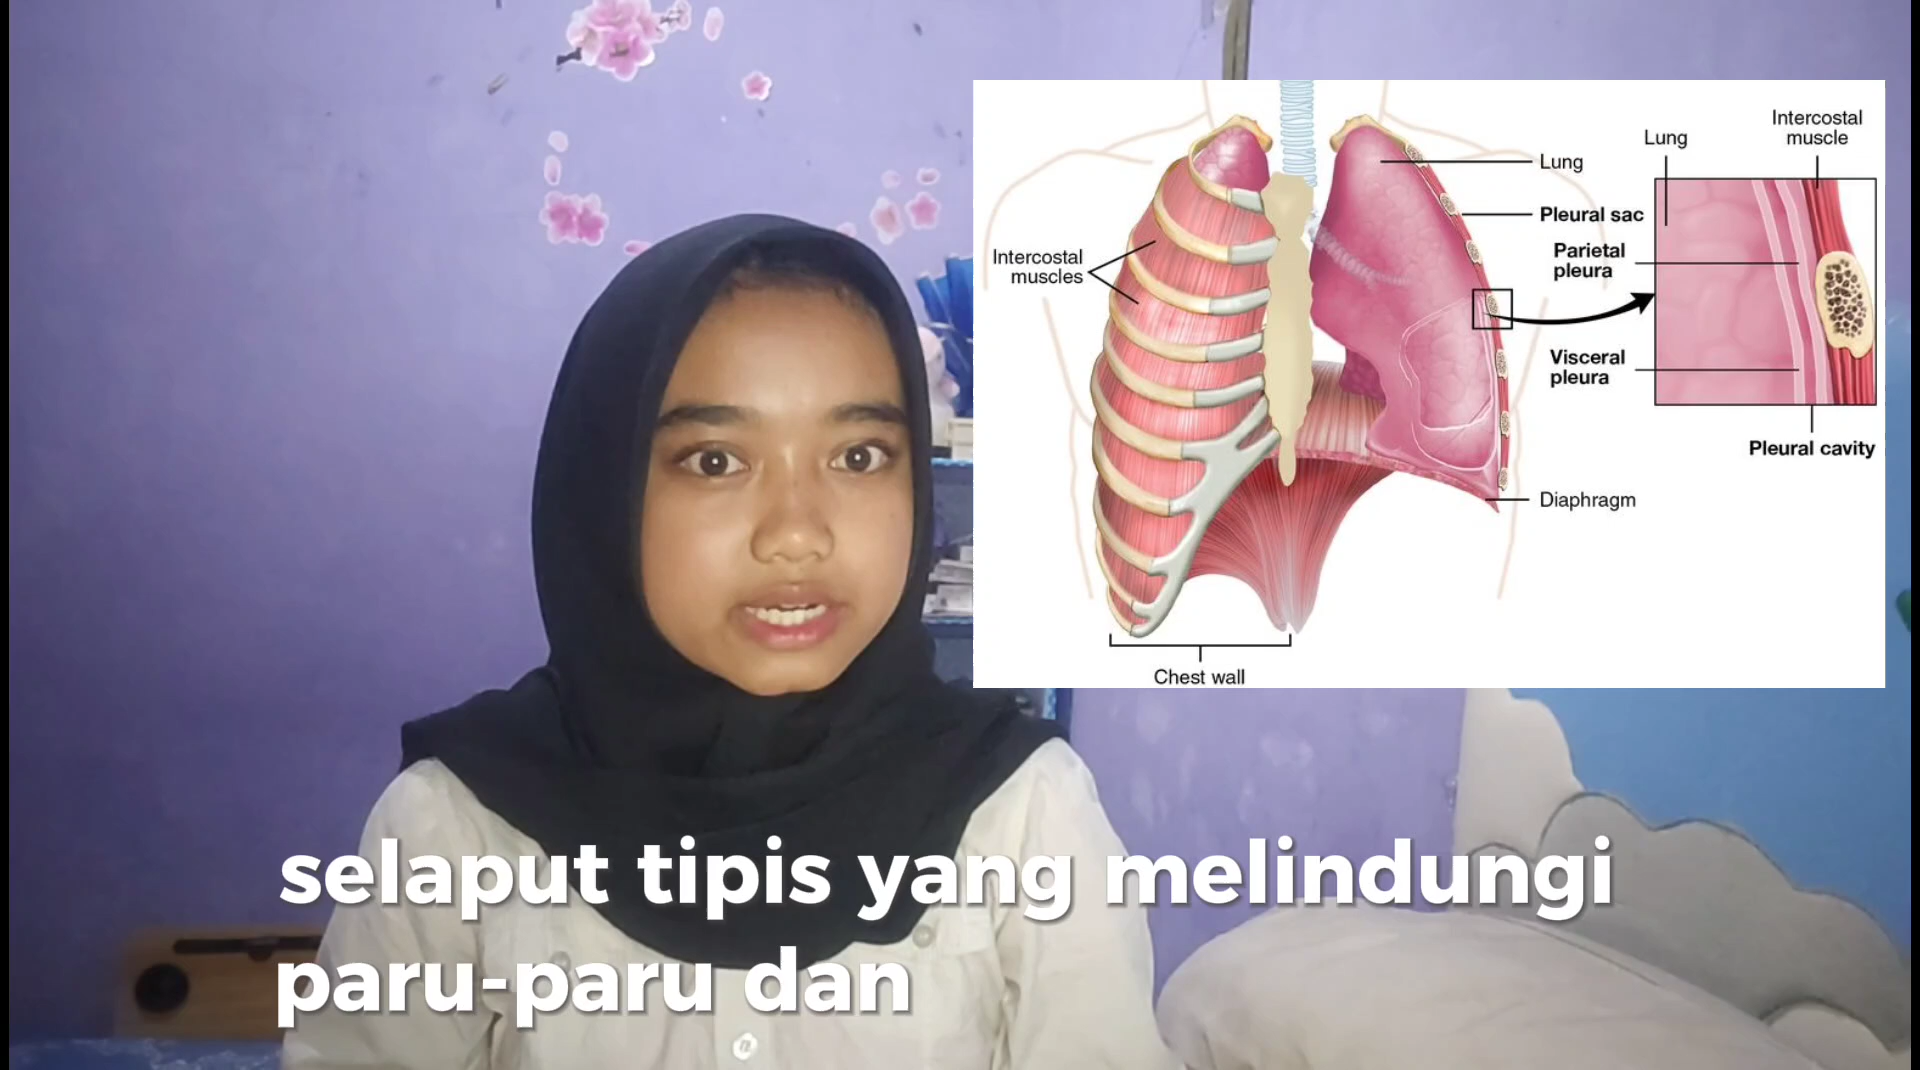 Intercostal
muscles
Lung
Pleural sac
Parietal
pleura
Visceral
pleura
Diaphragm
Chest wall
Lung
Intercostal
muscle
Pleural cavity
selaput tipis yang melindungi
paru-paru dan